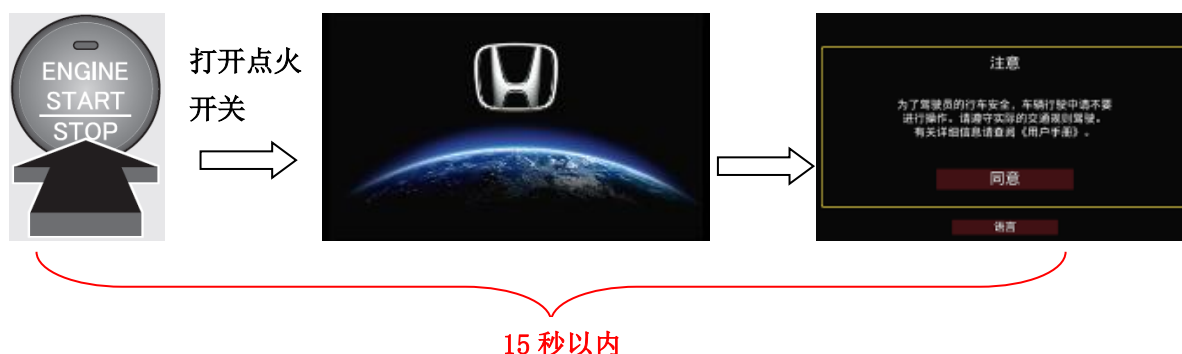 ENGINE
START
STOP
打开点火
开关
注意
为了驾驶员的行车安全，车辆行驶中请不要
进行操作。请遵守实际的交通规则驾驶。
有关详细信息请查阅《用户手册》。
同意
语言
15 秒以内